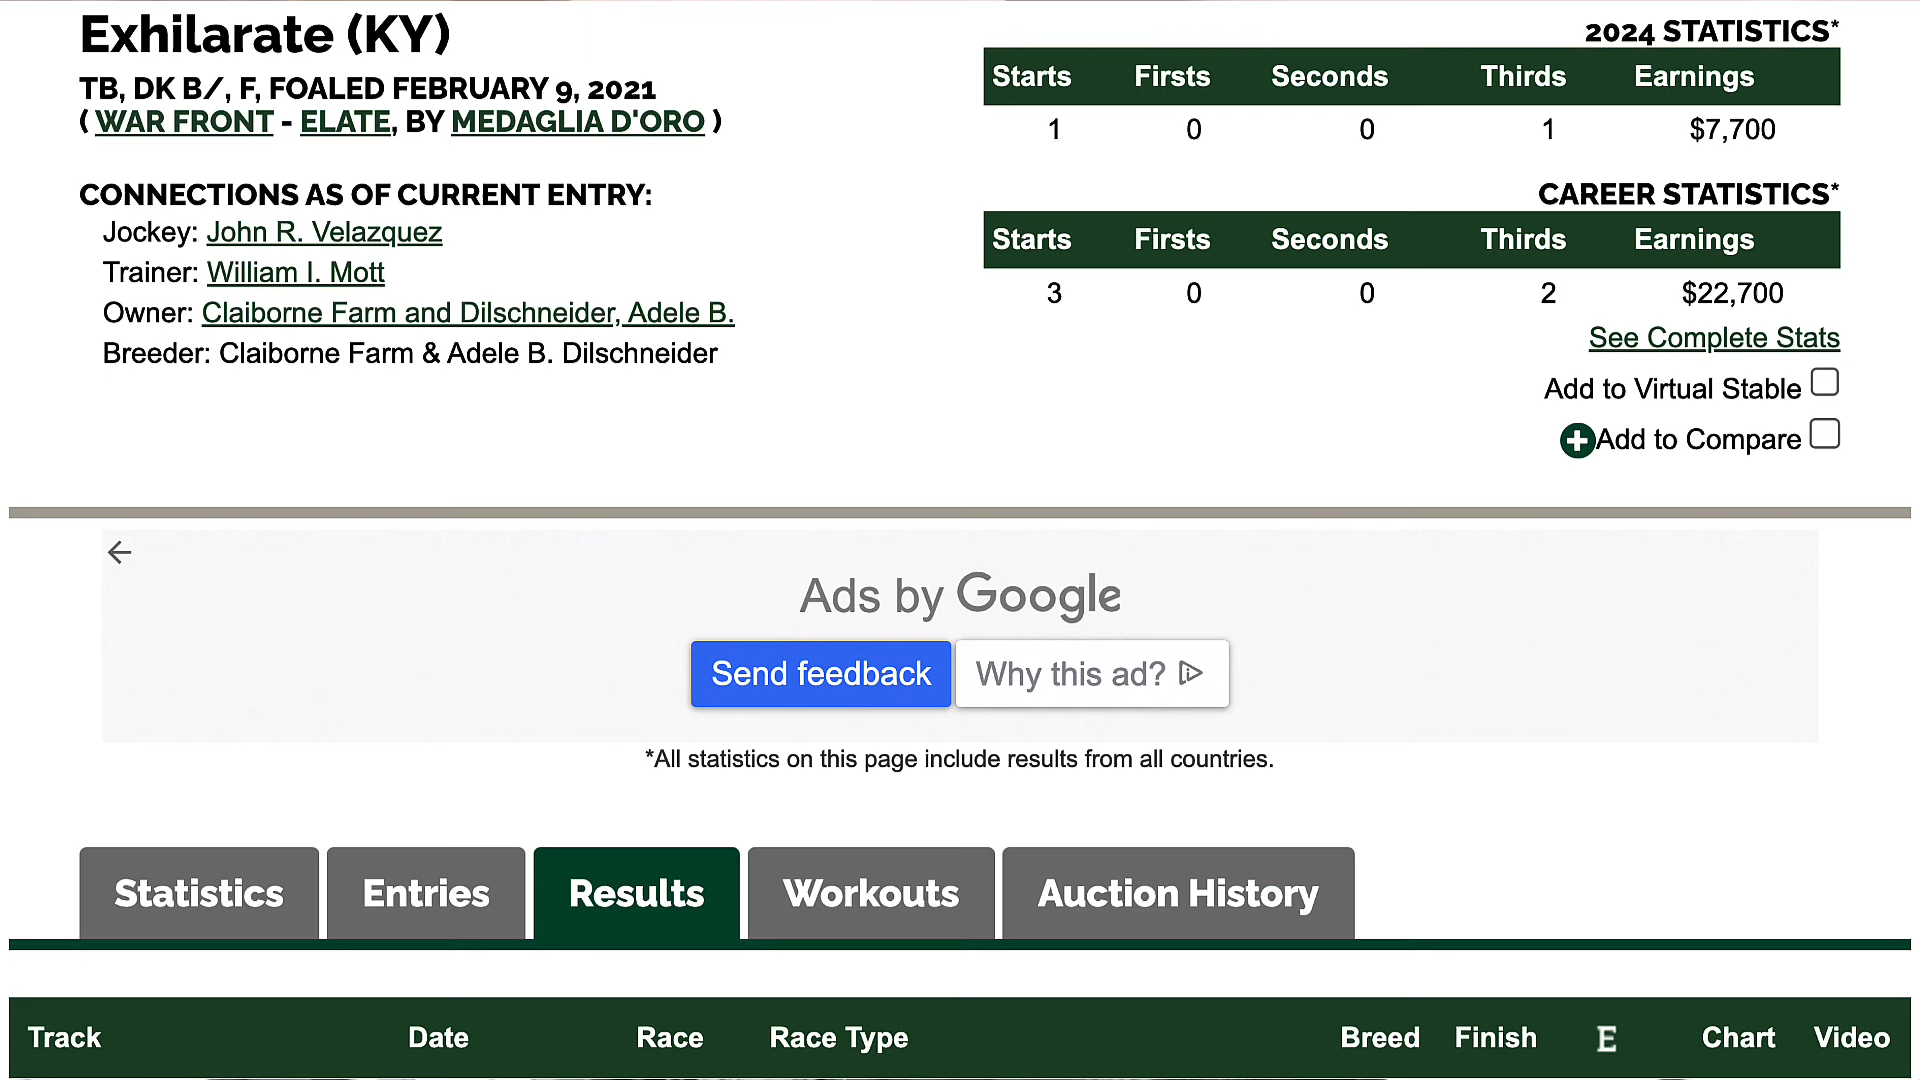 Exhilarate (KY)
TB, DK B/, F, FOALED FEBRUARY 9, 2021
( WAR FRONT - ELATE, BY MEDAGLIA D'ORO )
CONNECTIONS AS OF CURRENT ENTRY:
Jockey: John R. Velazquez
Trainer: William I. Mott
Owner: Claiborne Farm and Dilschneider, Adele B.
Breeder: Claiborne Farm & Adele B. Dilschneider
2024 STATISTICS*
Starts Firsts Seconds Thirds Earnings
1 0 0 1 $7,700
CAREER STATISTICS*
Starts Firsts Seconds Thirds Earnings
3 0 0 2 $22,700
See Complete Stats
Add to Virtual Stable
Add to Compare
Ads by Google
Send feedback Why this ad?
*All statistics on this page include results from all countries.
Statistics Entries Results Workouts Auction History
Track Date Race Race Type Breed Finish E Chart Video